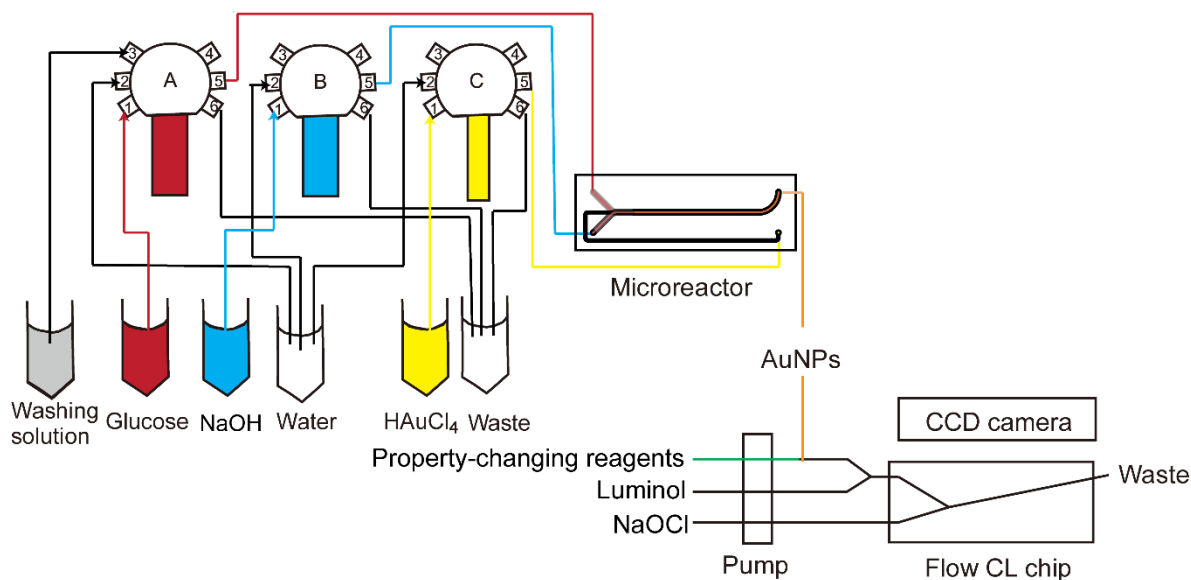 3
4
2
A
5
1
6
3
4
2
B
5
1
6
3
4
2
C
5
1
6
Microreactor
AuNPs
Washing
solution
Glucose
NaOH
Water
HAuCl₄
Waste
CCD camera
Property-changing reagents
Luminol
NaOCl
Waste
Pump
Flow CL chip